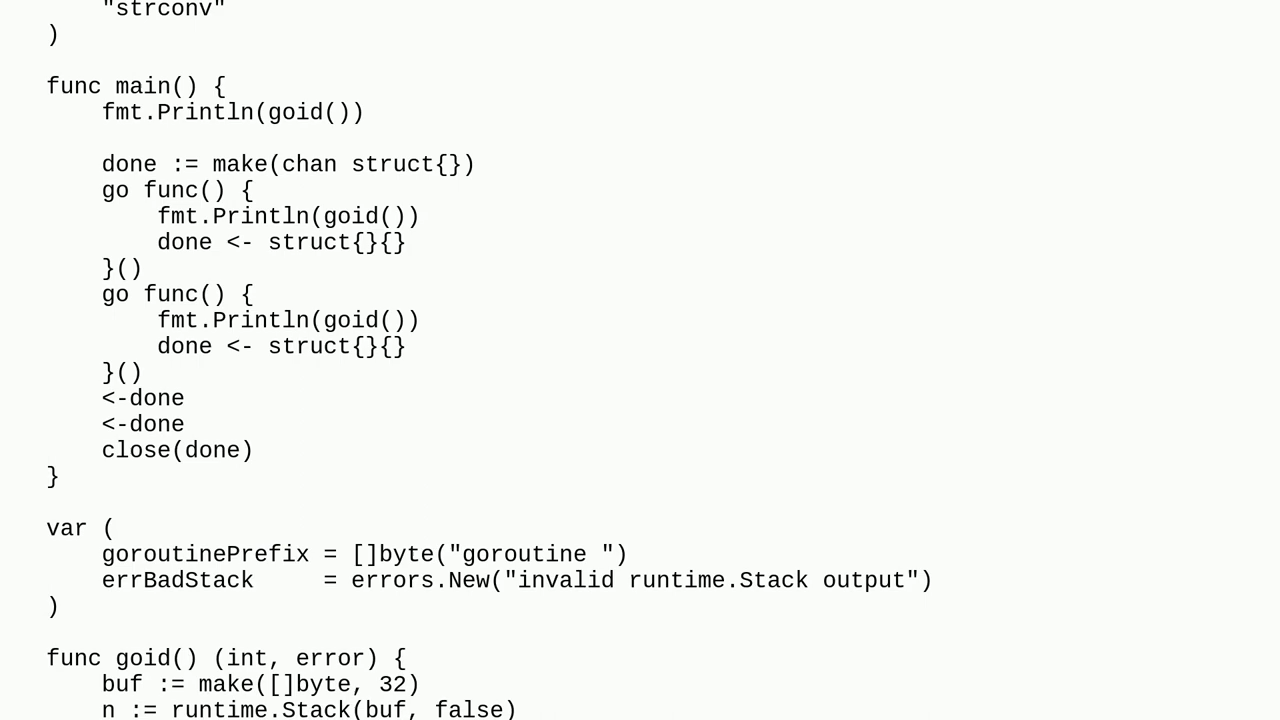 "strconv"
)

func main() {
    fmt.Println(goid())

    done := make(chan struct{})
    go func() {
        fmt.Println(goid())
        done <- struct{}{}
    }()
    go func() {
        fmt.Println(goid())
        done <- struct{}{}
    }()
    <-done
    <-done
    close(done)
}

var (
    goroutinePrefix = []byte("goroutine ")
    errBadStack     = errors.New("invalid runtime.Stack output")
)

func goid() (int, error) {
    buf := make([]byte, 32)
    n := runtime.Stack(buf, false)